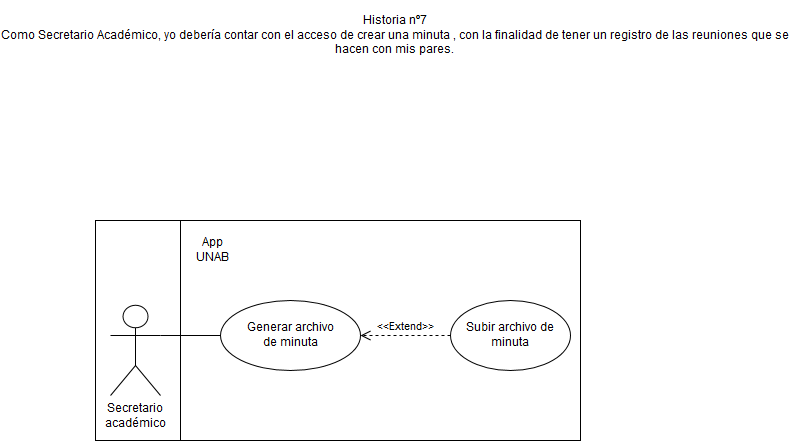 Historia nº7
Como Secretario Académico, yo debería contar con el acceso de crear una minuta , con la finalidad de tener un registro de las reuniones que se
hacen con mis pares.
App
UNAB
Generar archivo
de minuta
<<Extend>>
Subir archivo de
minuta
Secretario
académico